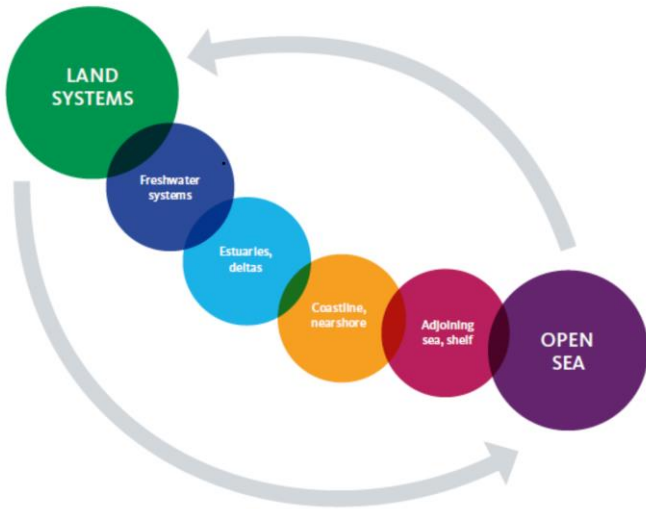 LAND
SYSTEMS
Freshwater
systems
Estuaries,
deltas
Coastline,
nearshore
Adjoining
sea, shelf
OPEN
SEA